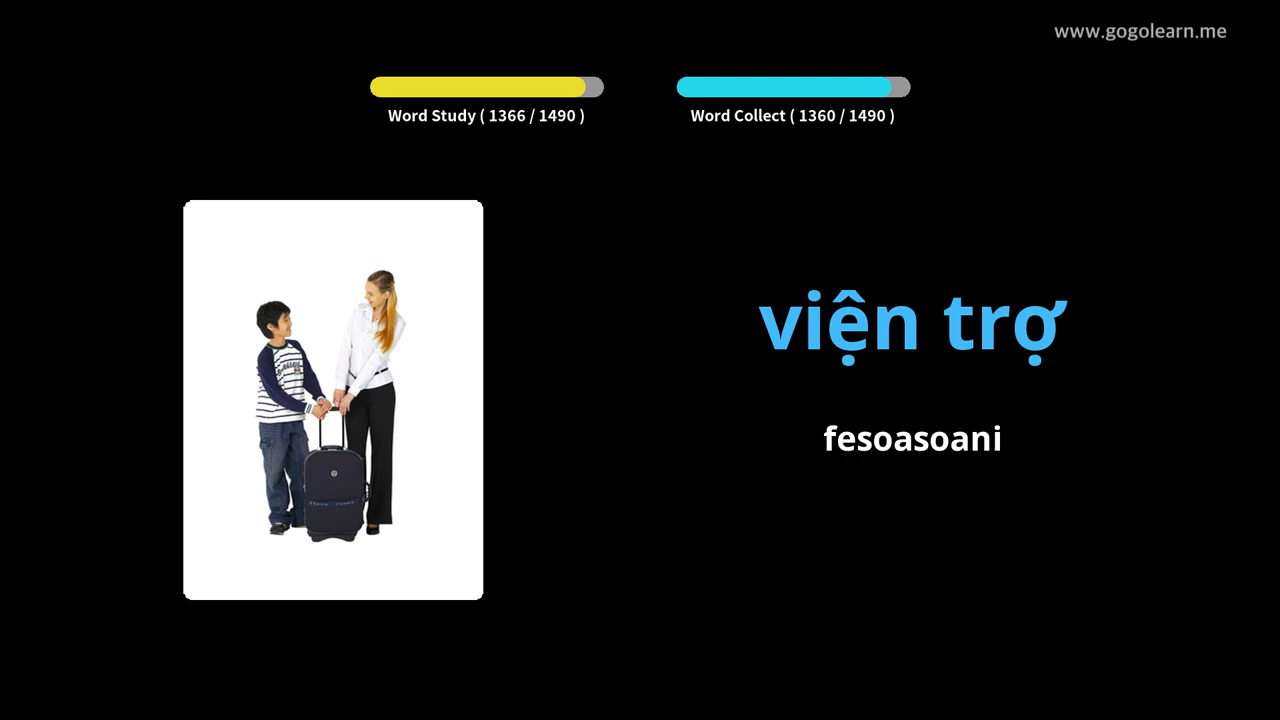 www.gogolearn.me
Word Study ( 1366 / 1490 )
Word Collect ( 1360 / 1490 )
viện trợ
fesoasoani